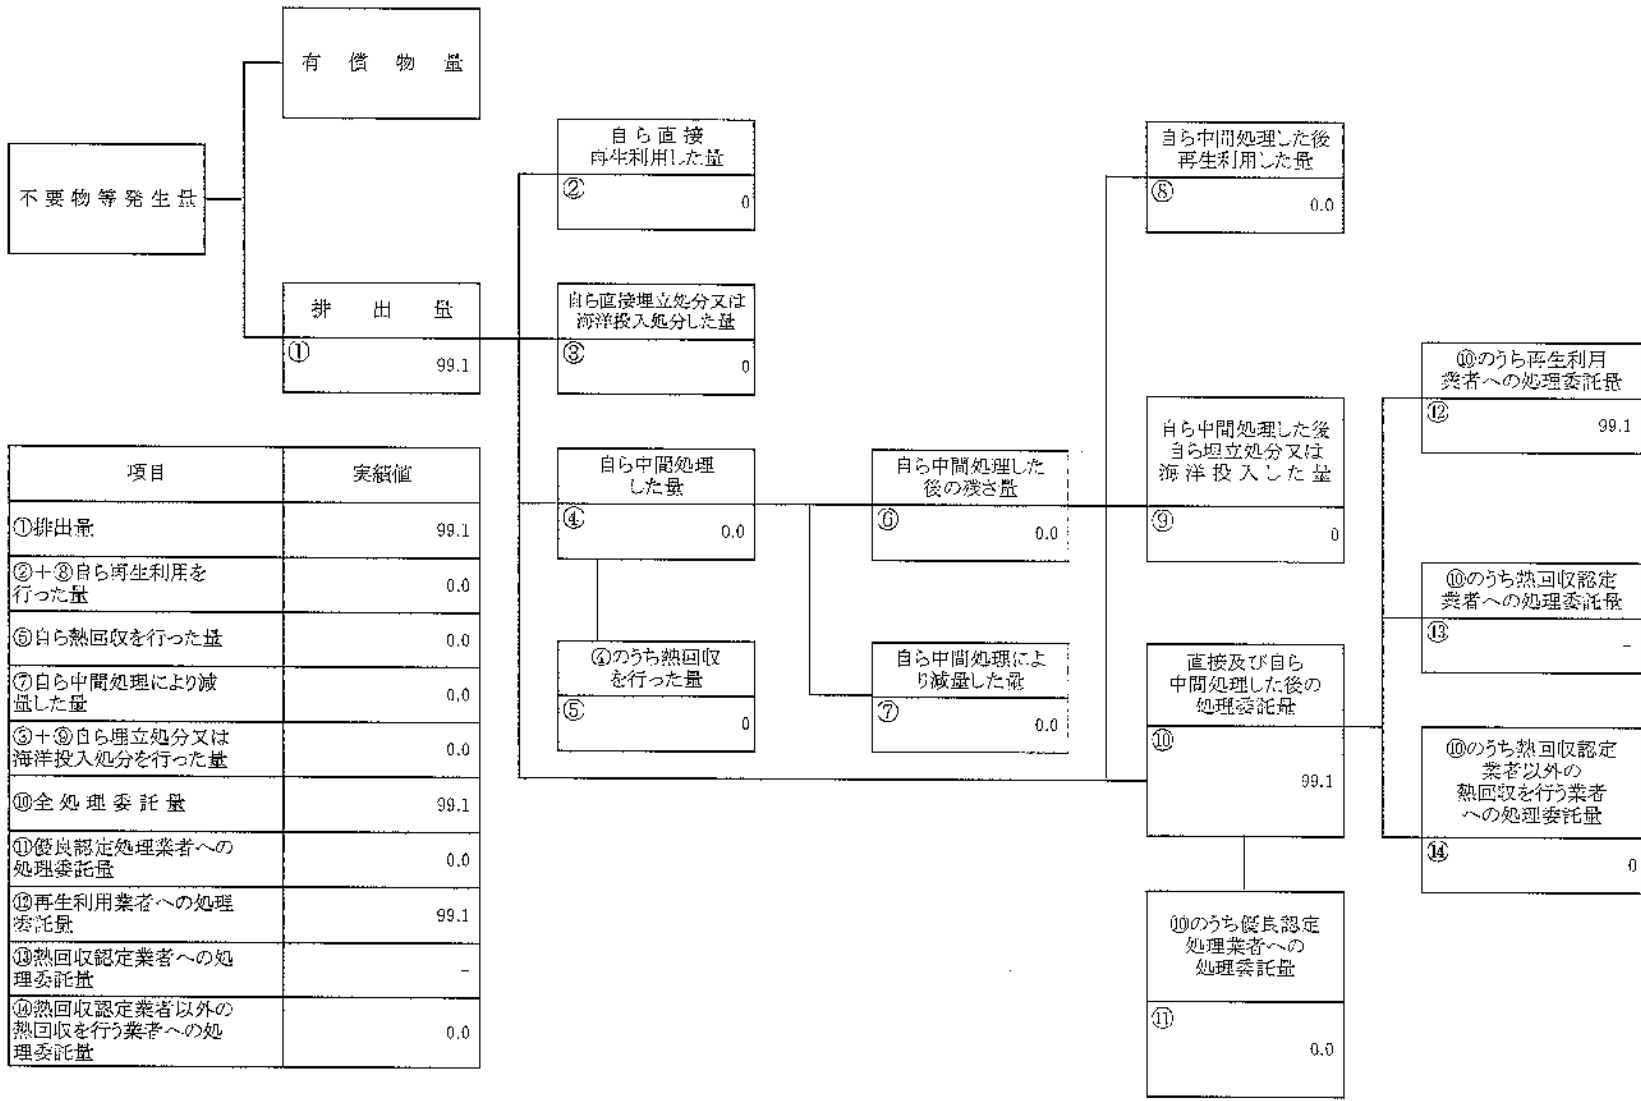 有償物量
不要物等発生量
排出量
①
99.1
自ら直接
再生利用した量
②
0
自ら直接埋立処分又は
海洋投入処分した量
③
0
自ら中間処理
した量
④
0.0
④のうち熱回収
を行った量
⑤
0
自ら中間処理した
後の残さ量
⑥
0.0
自ら中間処理によ
り減量した量
⑦
0.0
自ら中間処理した後
再生利用した量
⑧
0.0
自ら中間処理した後
自ら埋立処分又は
海洋投入した量
⑨
0
直接及び自ら
中間処理した後の
処理委託量
⑩
99.1
⑩のうち優良認定
処理業者への
処理委託量
⑪
0.0
⑩のうち再生利用
業者への処理委託量
⑫
99.1
⑩のうち熱回収認定
業者への処理委託量
⑬
-
⑩のうち熱回収認定
業者以外の
熱回収を行う業者
への処理委託量
⑭
0
項目 実績値
①排出量 99.1
②+⑧自ら再生利用を
行った量 0.0
⑤自ら熱回収を行った量 0.0
⑦自ら中間処理により減
量した量 0.0
③+⑨自ら埋立処分又は
海洋投入処分を行った量 0.0
⑩全処理委託量 99.1
⑪優良認定処理業者への
処理委託量 0.0
⑫再生利用業者への処理
委託量 99.1
⑬熱回収認定業者への処
理委託量 -
⑭熱回収認定業者以外の
熱回収を行う業者への処
理委託量 0.0